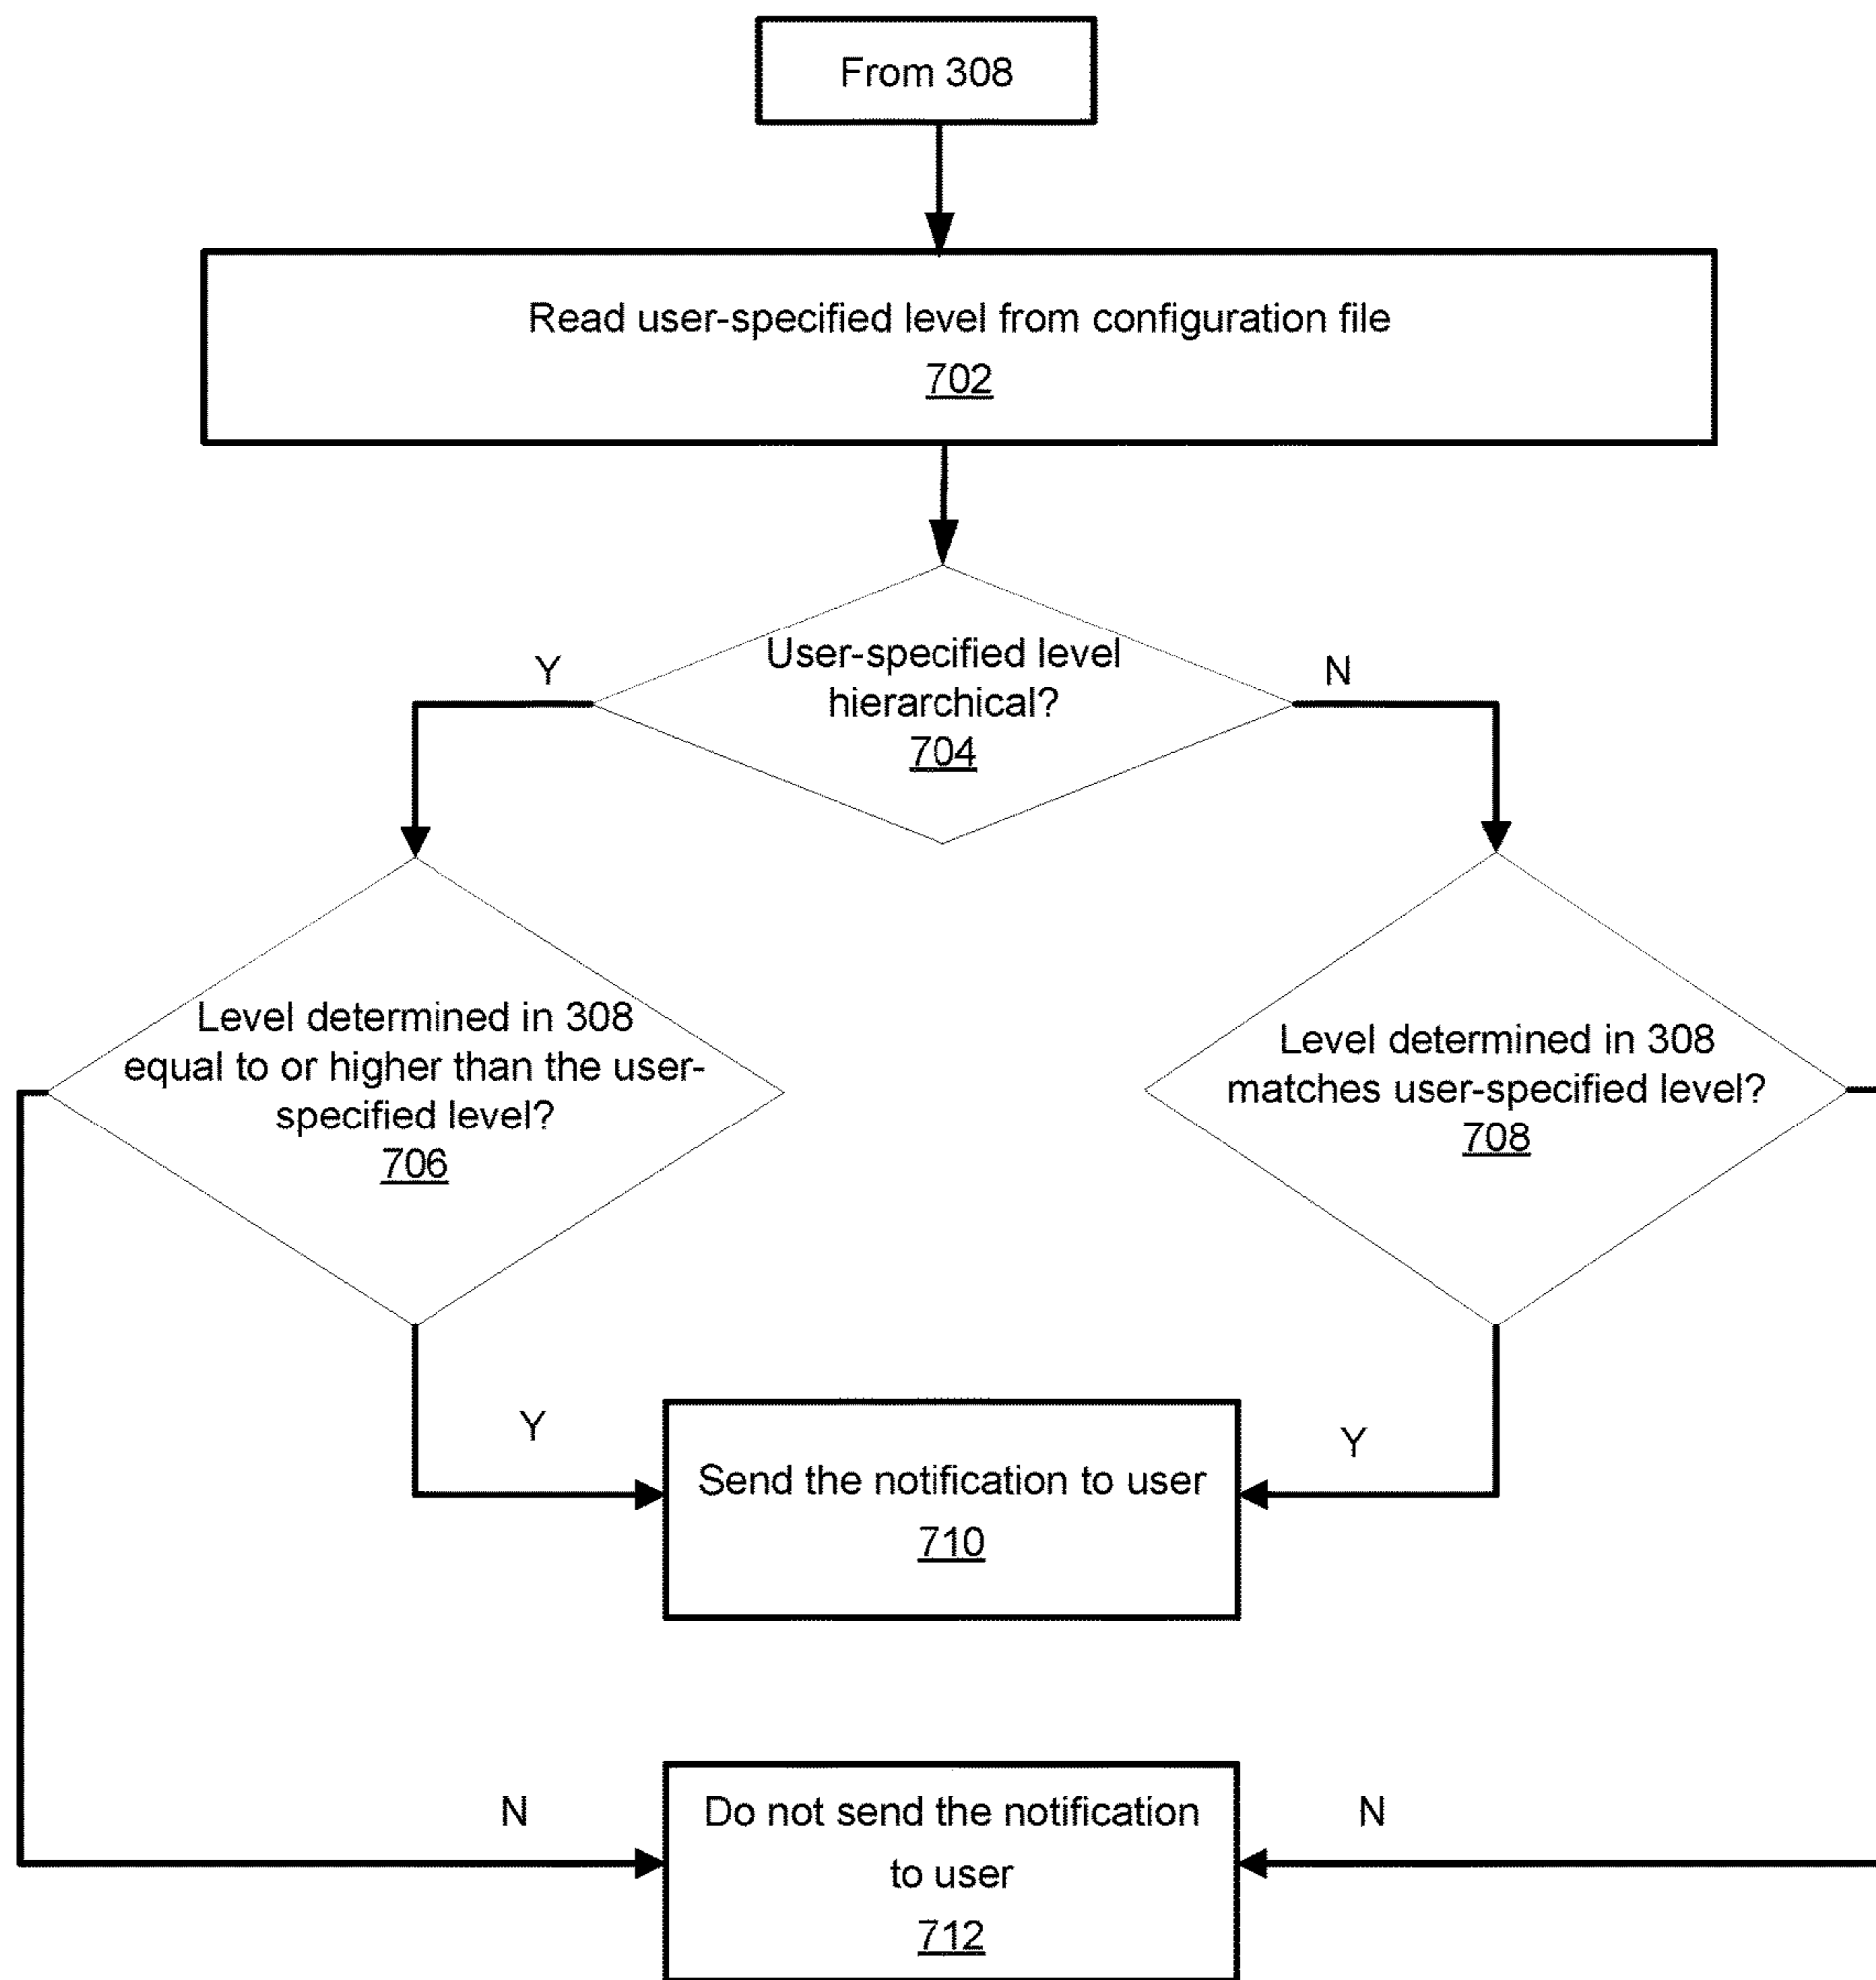 From 308
Read user-specified level from configuration file
702
User-specified level
hierarchical?
704
Y
N
Level determined in 308
equal to or higher than the user-
specified level?
706
Level determined in 308
matches user-specified level?
708
Y
Y
Send the notification to user
710
N
N
Do not send the notification
to user
712